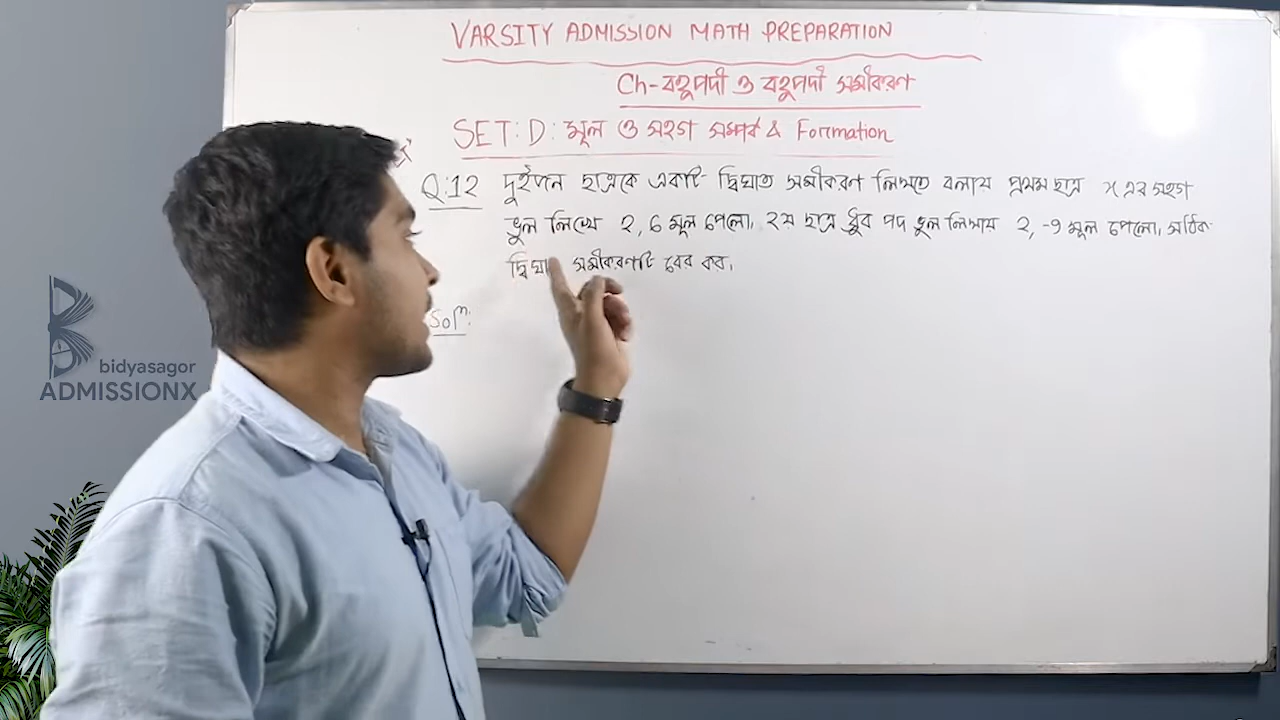 VARSITY ADMISSION MATH PREPARATION
Ch-বহুপদী ও বহুপদী সমীকরণ
SET: D: মূল ও সহগ সম্পর্ক & Formation
Q:12 দুইজন ছাত্রকে একটি দ্বিঘাত সমীকরণ লিখতে বলায় প্রথম ছাত্র x এর সহগ
ভুল লিখে 2, 6 মূল পেলো। ২য় ছাত্র ধ্রুব পদ ভুল লিখায় 2, -9 মূল পেলো। সঠিক
সমীকরণটি বের কর।
Solⁿ:
bidyasagor
ADMISSIONX